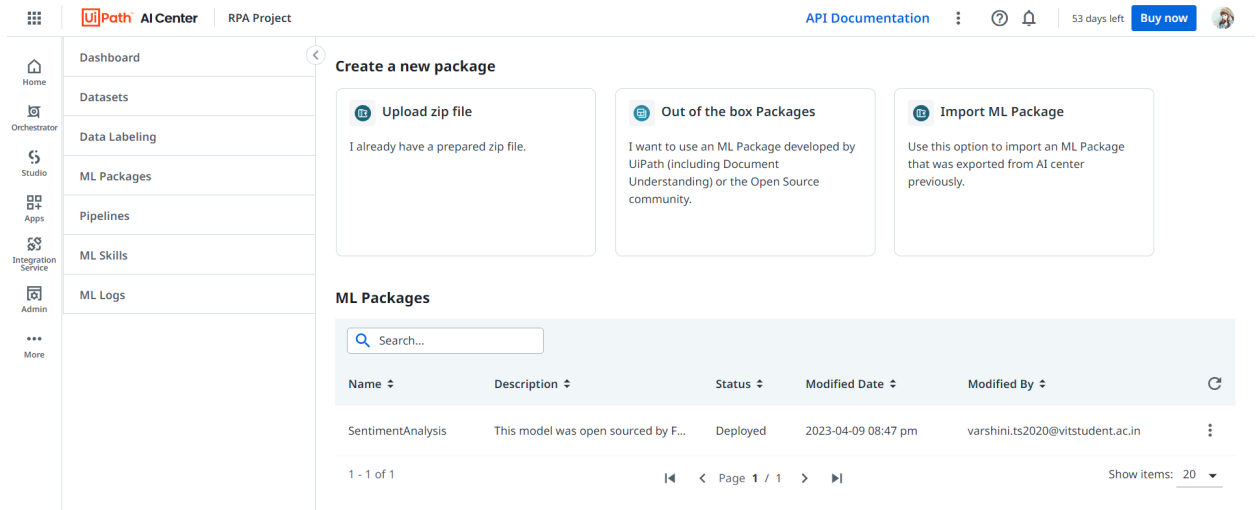 UiPath AI Center RPA Project API Documentation 53 days left Buy now
Home
Orchestrator
Studio
Apps
Integration
Service
Admin
More
Dashboard
Datasets
Data Labeling
ML Packages
Pipelines
ML Skills
ML Logs
Create a new package
Upload zip file
I already have a prepared zip file.
Out of the box Packages
I want to use an ML Package developed by
UiPath (including Document
Understanding) or the Open Source
community.
Import ML Package
Use this option to import an ML Package
that was exported from AI center
previously.
ML Packages
Search...
Name Description Status Modified Date Modified By
SentimentAnalysis This model was open sourced by F... Deployed 2023-04-09 08:47 pm varshini.ts2020@vitstudent.ac.in
1 - 1 of 1 Page 1 / 1 Show items: 20